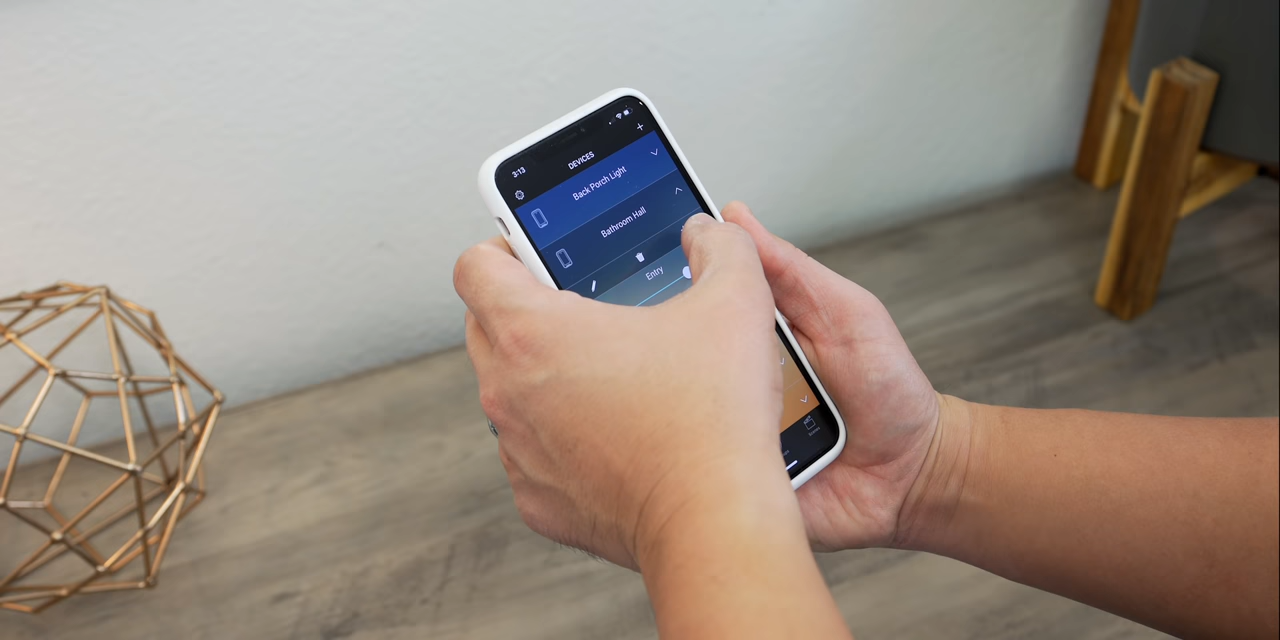 3:13
DEVICES
+
Back Porch Light
Bathroom Hall
Entry